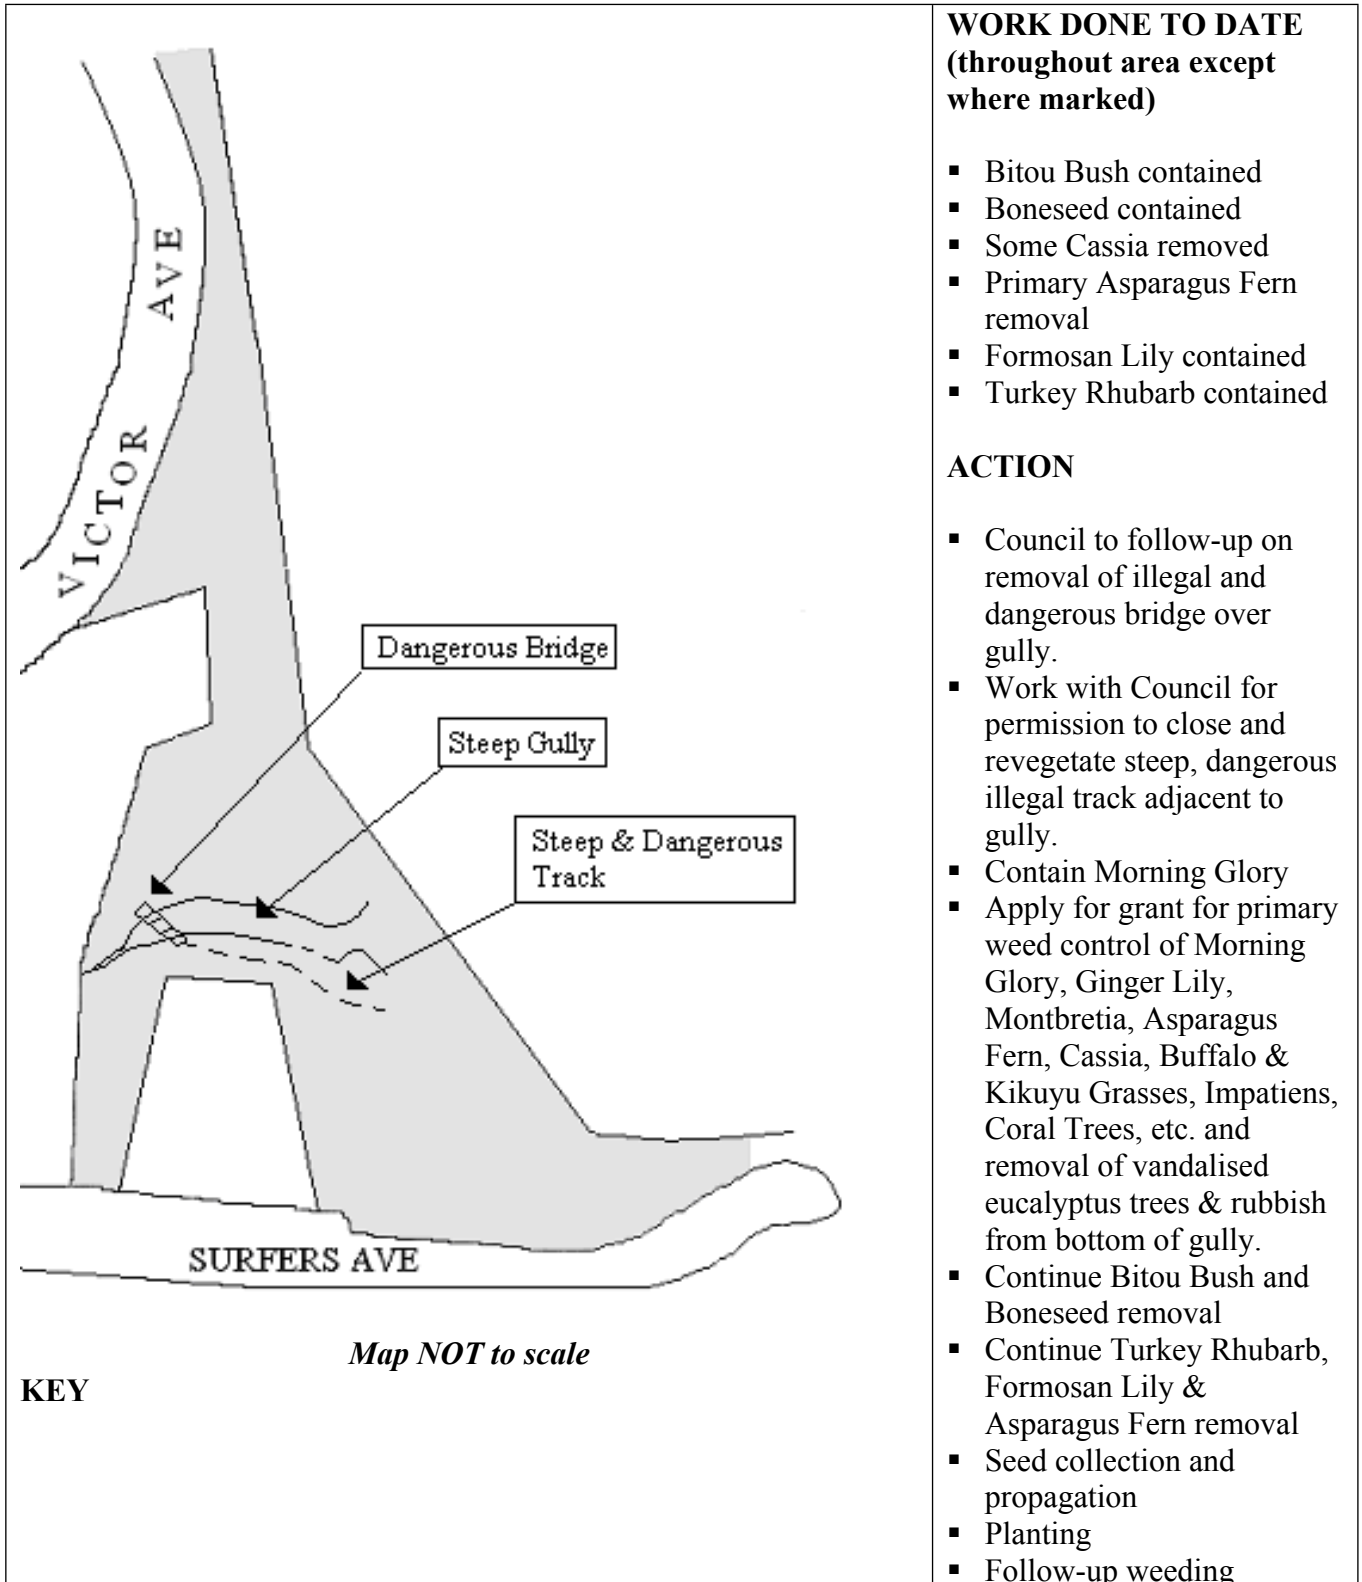 VICTOR AVE
Dangerous Bridge
Steep Gully
Steep & Dangerous
Track
SURFERS AVE
Map NOT to scale
KEY
WORK DONE TO DATE
(throughout area except
where marked)
▪ Bitou Bush contained
▪ Boneseed contained
▪ Some Cassia removed
▪ Primary Asparagus Fern
removal
▪ Formosan Lily contained
▪ Turkey Rhubarb contained
ACTION
▪ Council to follow-up on
removal of illegal and
dangerous bridge over
gully.
▪ Work with Council for
permission to close and
revegetate steep, dangerous
illegal track adjacent to
gully.
▪ Contain Morning Glory
▪ Apply for grant for primary
weed control of Morning
Glory, Ginger Lily,
Montbretia, Asparagus
Fern, Cassia, Buffalo &
Kikuyu Grasses, Impatiens,
Coral Trees, etc. and
removal of vandalised
eucalyptus trees & rubbish
from bottom of gully.
▪ Continue Bitou Bush and
Boneseed removal
▪ Continue Turkey Rhubarb,
Formosan Lily &
Asparagus Fern removal
▪ Seed collection and
propagation
▪ Planting
▪ Follow-up weeding